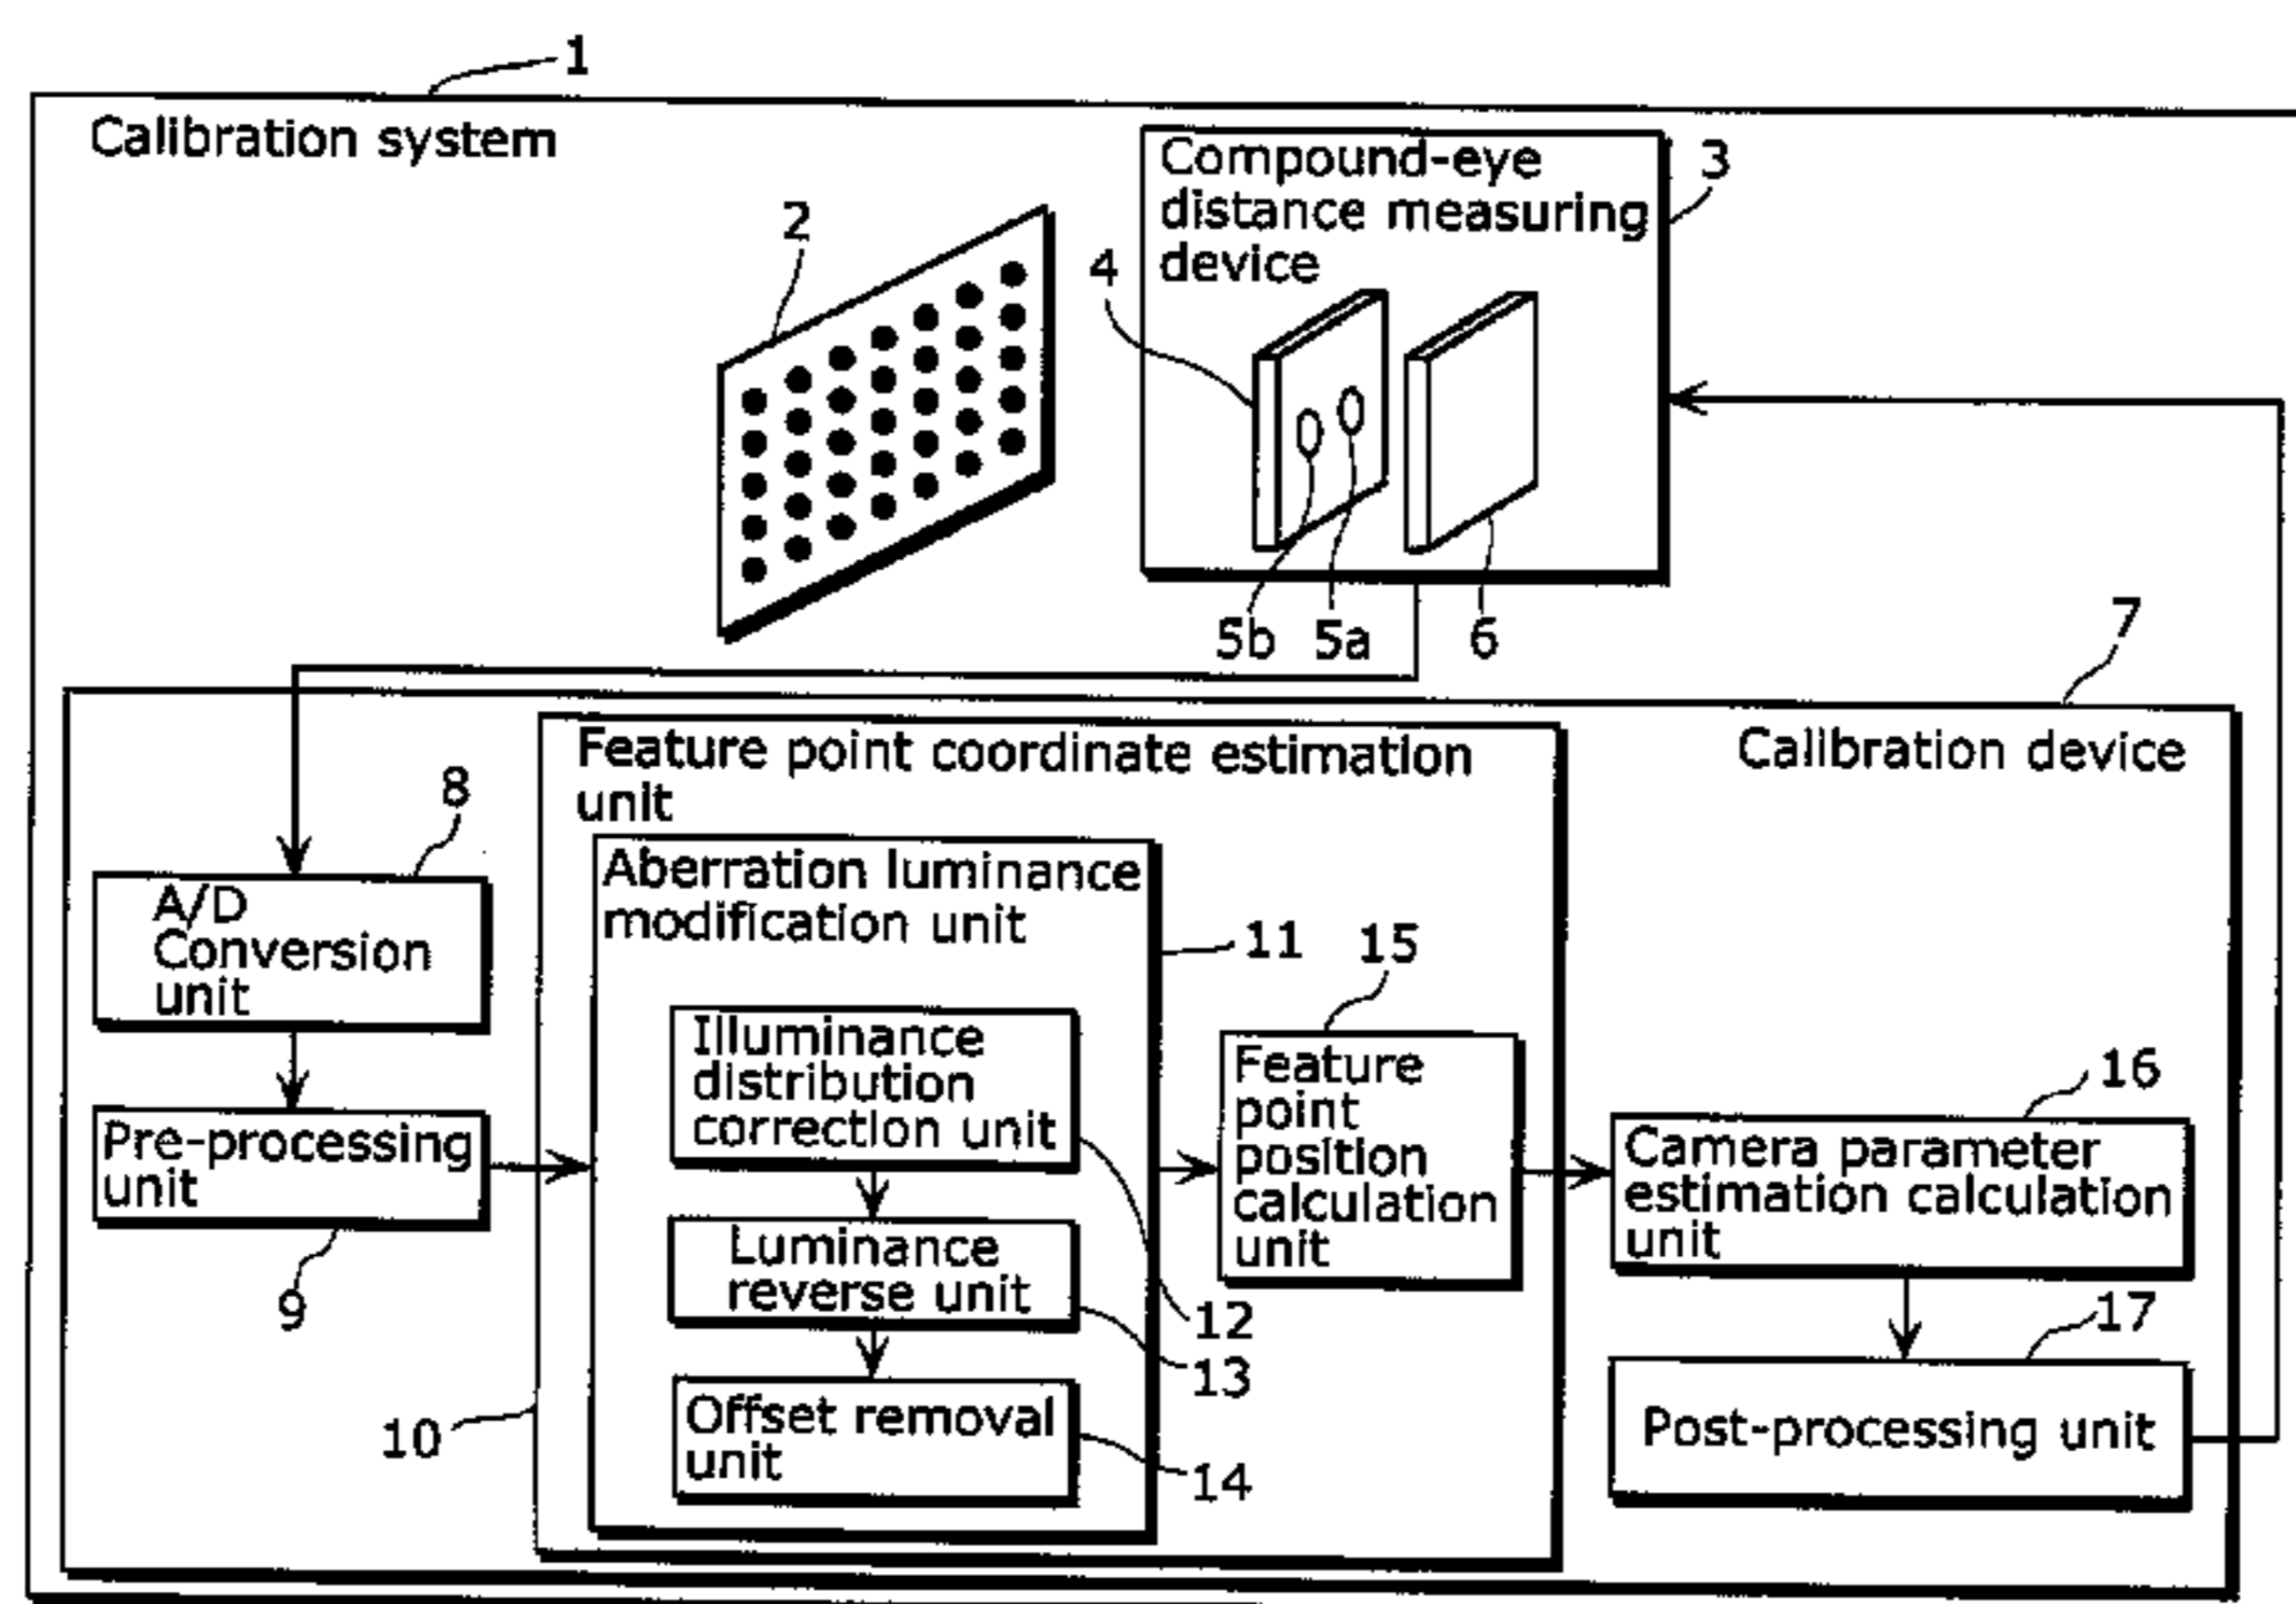 1
Calibration system
Compound-eye
distance measuring
device
3
2
4
5b
5a
6
7
Calibration device
Feature point coordinate estimation
unit
8
A/D
Conversion
unit
Aberration luminance
modification unit
11
15
Illuminance
distribution
correction unit
Feature
point
position
calculation
unit
16
Camera parameter
estimation calculation
unit
Pre-processing
unit
9
Luminance
reverse unit
12
13
17
10
Offset removal
unit
14
Post-processing unit